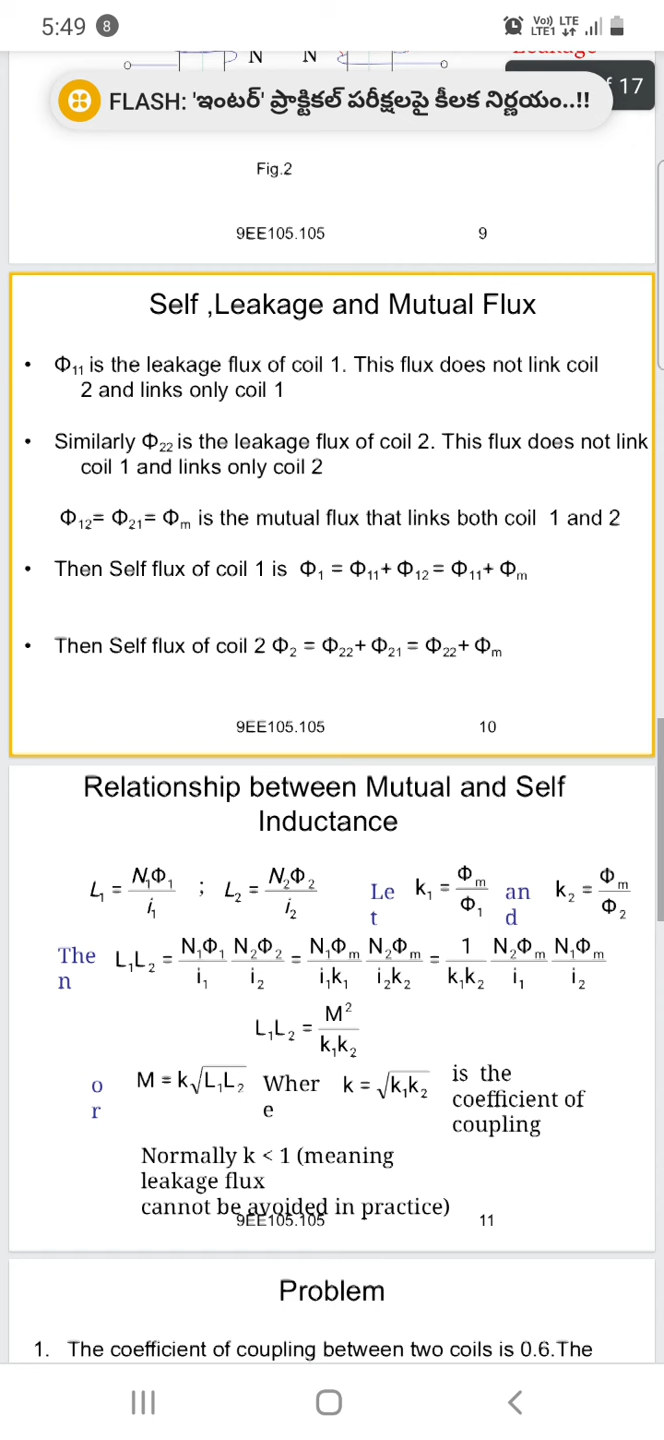 5:49 8 Vo)) LTE
LTE1
N N
FLASH: 'ఇంటర్' ప్రాక్టికల్ పరీక్షలపై కీలక నిర్ణయం..!! 17
Fig.2
9EE105.105 9
Self ,Leakage and Mutual Flux
• Φ₁₁ is the leakage flux of coil 1. This flux does not link coil
2 and links only coil 1
• Similarly Φ₂₂ is the leakage flux of coil 2. This flux does not link
coil 1 and links only coil 2
Φ₁₂= Φ₂₁= Φₘ is the mutual flux that links both coil 1 and 2
• Then Self flux of coil 1 is Φ₁ = Φ₁₁+ Φ₁₂ = Φ₁₁+ Φₘ
• Then Self flux of coil 2 Φ₂ = Φ₂₂+ Φ₂₁ = Φ₂₂+ Φₘ
9EE105.105 10
Relationship between Mutual and Self
Inductance
L₁ = N₁Φ₁/i₁ ; L₂ = N₂Φ₂/i₂ Le
t k₁ = Φₘ/Φ₁ an
d k₂ = Φₘ/Φ₂
The
n L₁L₂ = N₁Φ₁/i₁ N₂Φ₂/i₂ = N₁Φₘ/i₁k₁ N₂Φₘ/i₂k₂ = 1/k₁k₂ N₂Φₘ/i₁ N₁Φₘ/i₂
L₁L₂ = M²/k₁k₂
o
r M = k√L₁L₂ Wher
e k = √k₁k₂ is the
coefficient of
coupling
Normally k < 1 (meaning
leakage flux
cannot be avoided in practice)
9EE105.105 11
Problem
1. The coefficient of coupling between two coils is 0.6.The